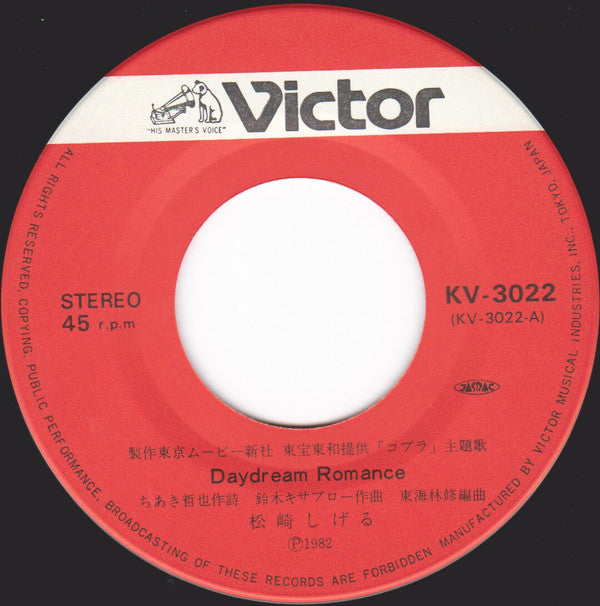 Victor
"HIS MASTER'S VOICE"
STEREO
45 r.p.m
KV-3022
(KV-3022-A)
JASRAC
製作東京ムービー新社 東宝東和提供「コブラ」主題歌
Daydream Romance
ちあき哲也作詩 鈴木キサブロー作曲 東海林修編曲
松崎しげる
Ⓟ1982
ALL RIGHTS RESERVED, COPYING, PUBLIC PERFORMANCE, BROADCASTING OF THESE RECORDS ARE FORBIDDEN MANUFACTURED BY VICTOR MUSICAL INDUSTRIES, INC., TOKYO, JAPAN